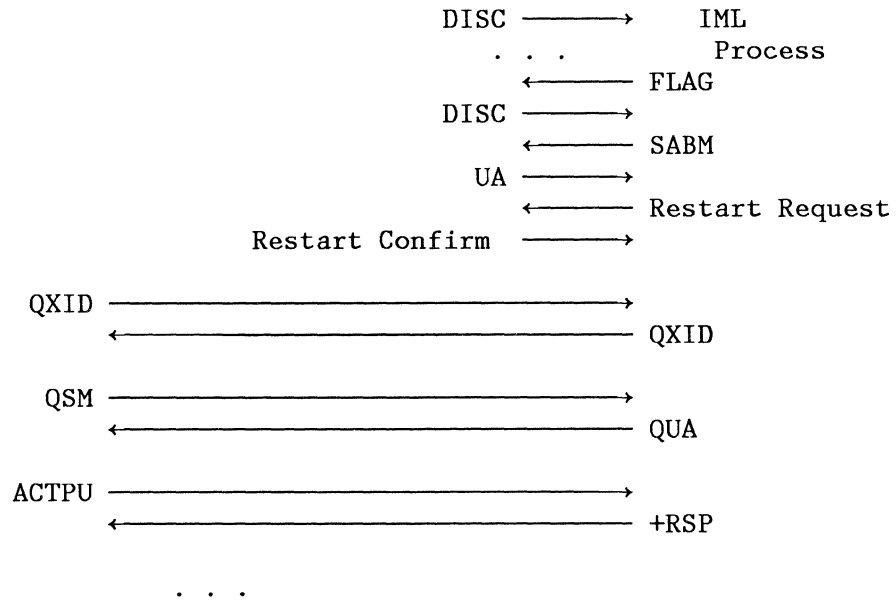 DISC IML
. . . Process
FLAG
DISC
SABM
UA
Restart Request
Restart Confirm
QXID
QXID
QSM
QUA
ACTPU
+RSP
. . .